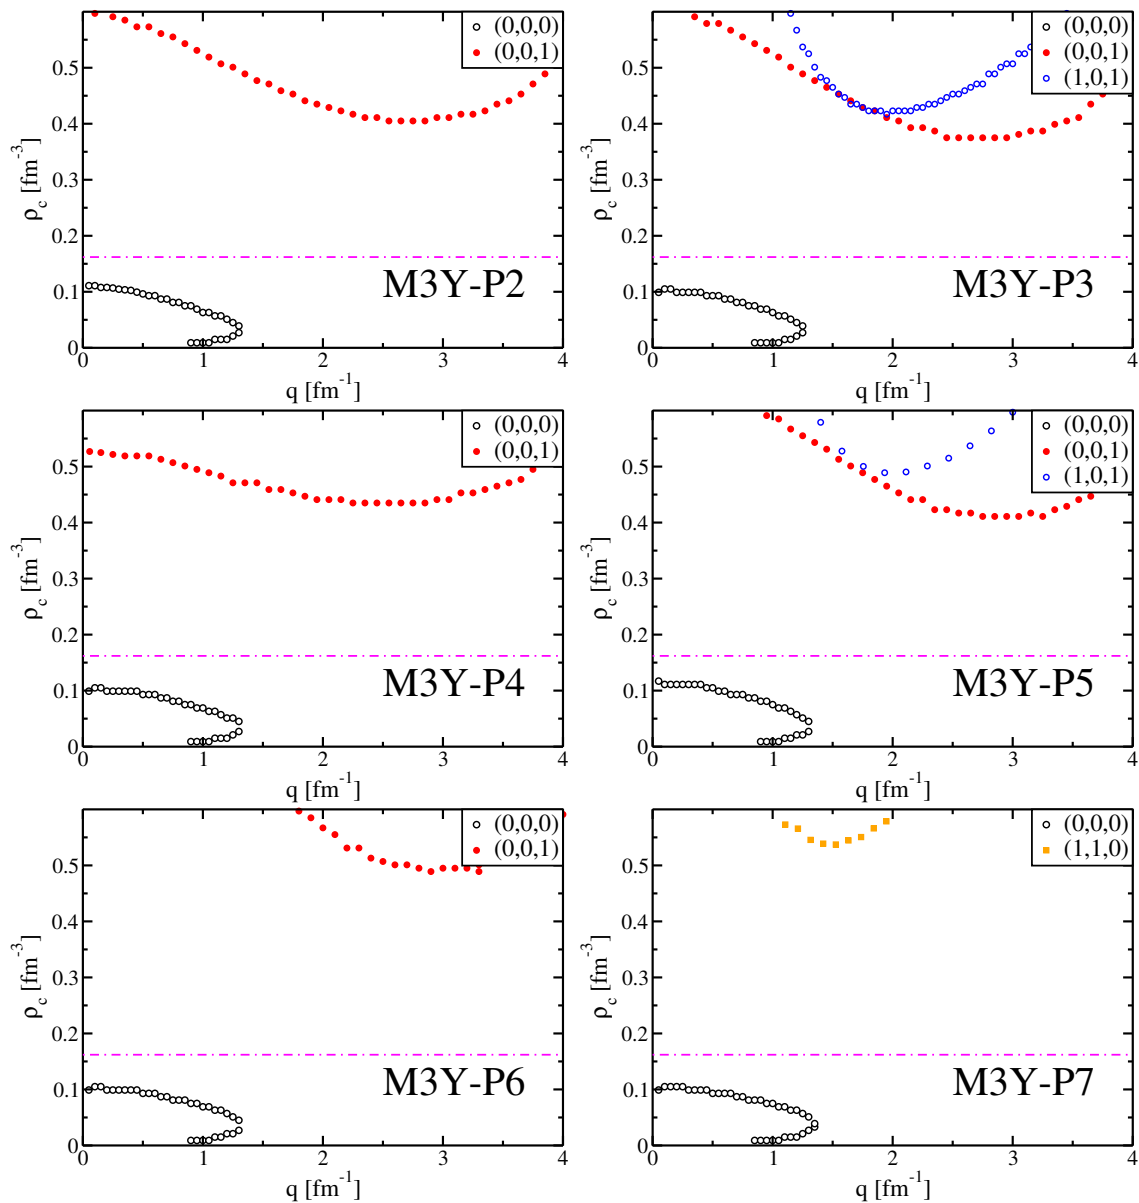 (0,0,0)
(0,0,1)
0.5
0.4
0.3
0.2
0.1
0
ρc [fm-3]
M3Y-P2
0 1 2 3 4
q [fm-1]
(0,0,0)
(0,0,1)
(1,0,1)
0.5
0.4
0.3
0.2
0.1
0
ρc [fm-3]
M3Y-P3
0 1 2 3 4
q [fm-1]
(0,0,0)
(0,0,1)
0.5
0.4
0.3
0.2
0.1
0
ρc [fm-3]
M3Y-P4
0 1 2 3 4
q [fm-1]
(0,0,0)
(0,0,1)
(1,0,1)
0.5
0.4
0.3
0.2
0.1
0
ρc [fm-3]
M3Y-P5
0 1 2 3 4
q [fm-1]
(0,0,0)
(0,0,1)
0.5
0.4
0.3
0.2
0.1
0
ρc [fm-3]
M3Y-P6
0 1 2 3 4
q [fm-1]
(0,0,0)
(1,1,0)
0.5
0.4
0.3
0.2
0.1
0
ρc [fm-3]
M3Y-P7
0 1 2 3 4
q [fm-1]